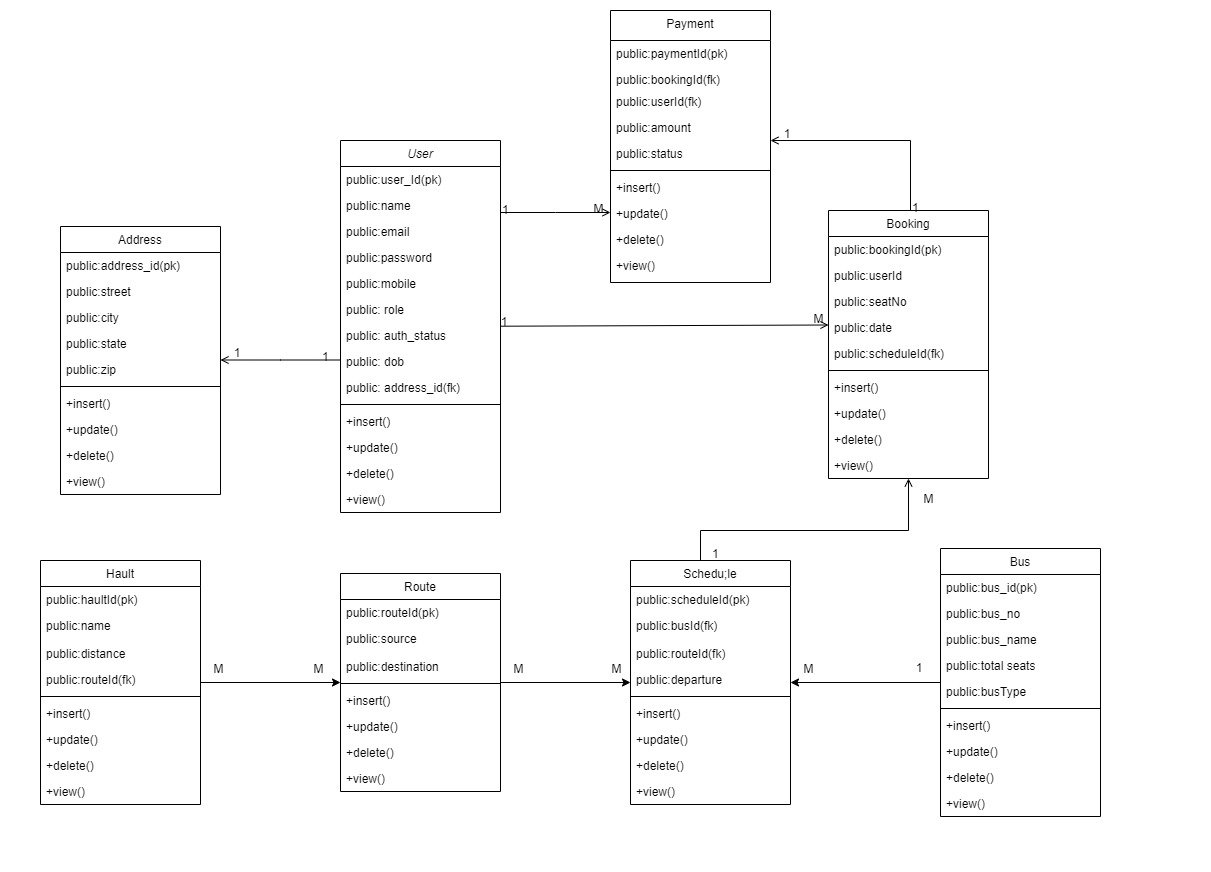 Payment
public:paymentId(pk)
public:bookingId(fk)
public:userId(fk)
public:amount
public:status
+insert()
+update()
+delete()
+view()
User
public:user_Id(pk)
public:name
public:email
public:password
public:mobile
public: role
public: auth_status
public: dob
public: address_id(fk)
+insert()
+update()
+delete()
+view()
Address
public:address_id(pk)
public:street
public:city
public:state
public:zip
+insert()
+update()
+delete()
+view()
Booking
public:bookingId(pk)
public:userId
public:seatNo
public:date
public:scheduleId(fk)
+insert()
+update()
+delete()
+view()
1
1
1
M
1
M
1
1
M
1
Hault
public:haultId(pk)
public:name
public:distance
public:routeId(fk)
+insert()
+update()
+delete()
+view()
M
M
Route
public:routeId(pk)
public:source
public:destination
+insert()
+update()
+delete()
+view()
M
M
Schedu;le
public:scheduleId(pk)
public:busId(fk)
public:routeId(fk)
public:departure
+insert()
+update()
+delete()
+view()
M
1
Bus
public:bus_id(pk)
public:bus_no
public:bus_name
public:total seats
public:busType
+insert()
+update()
+delete()
+view()